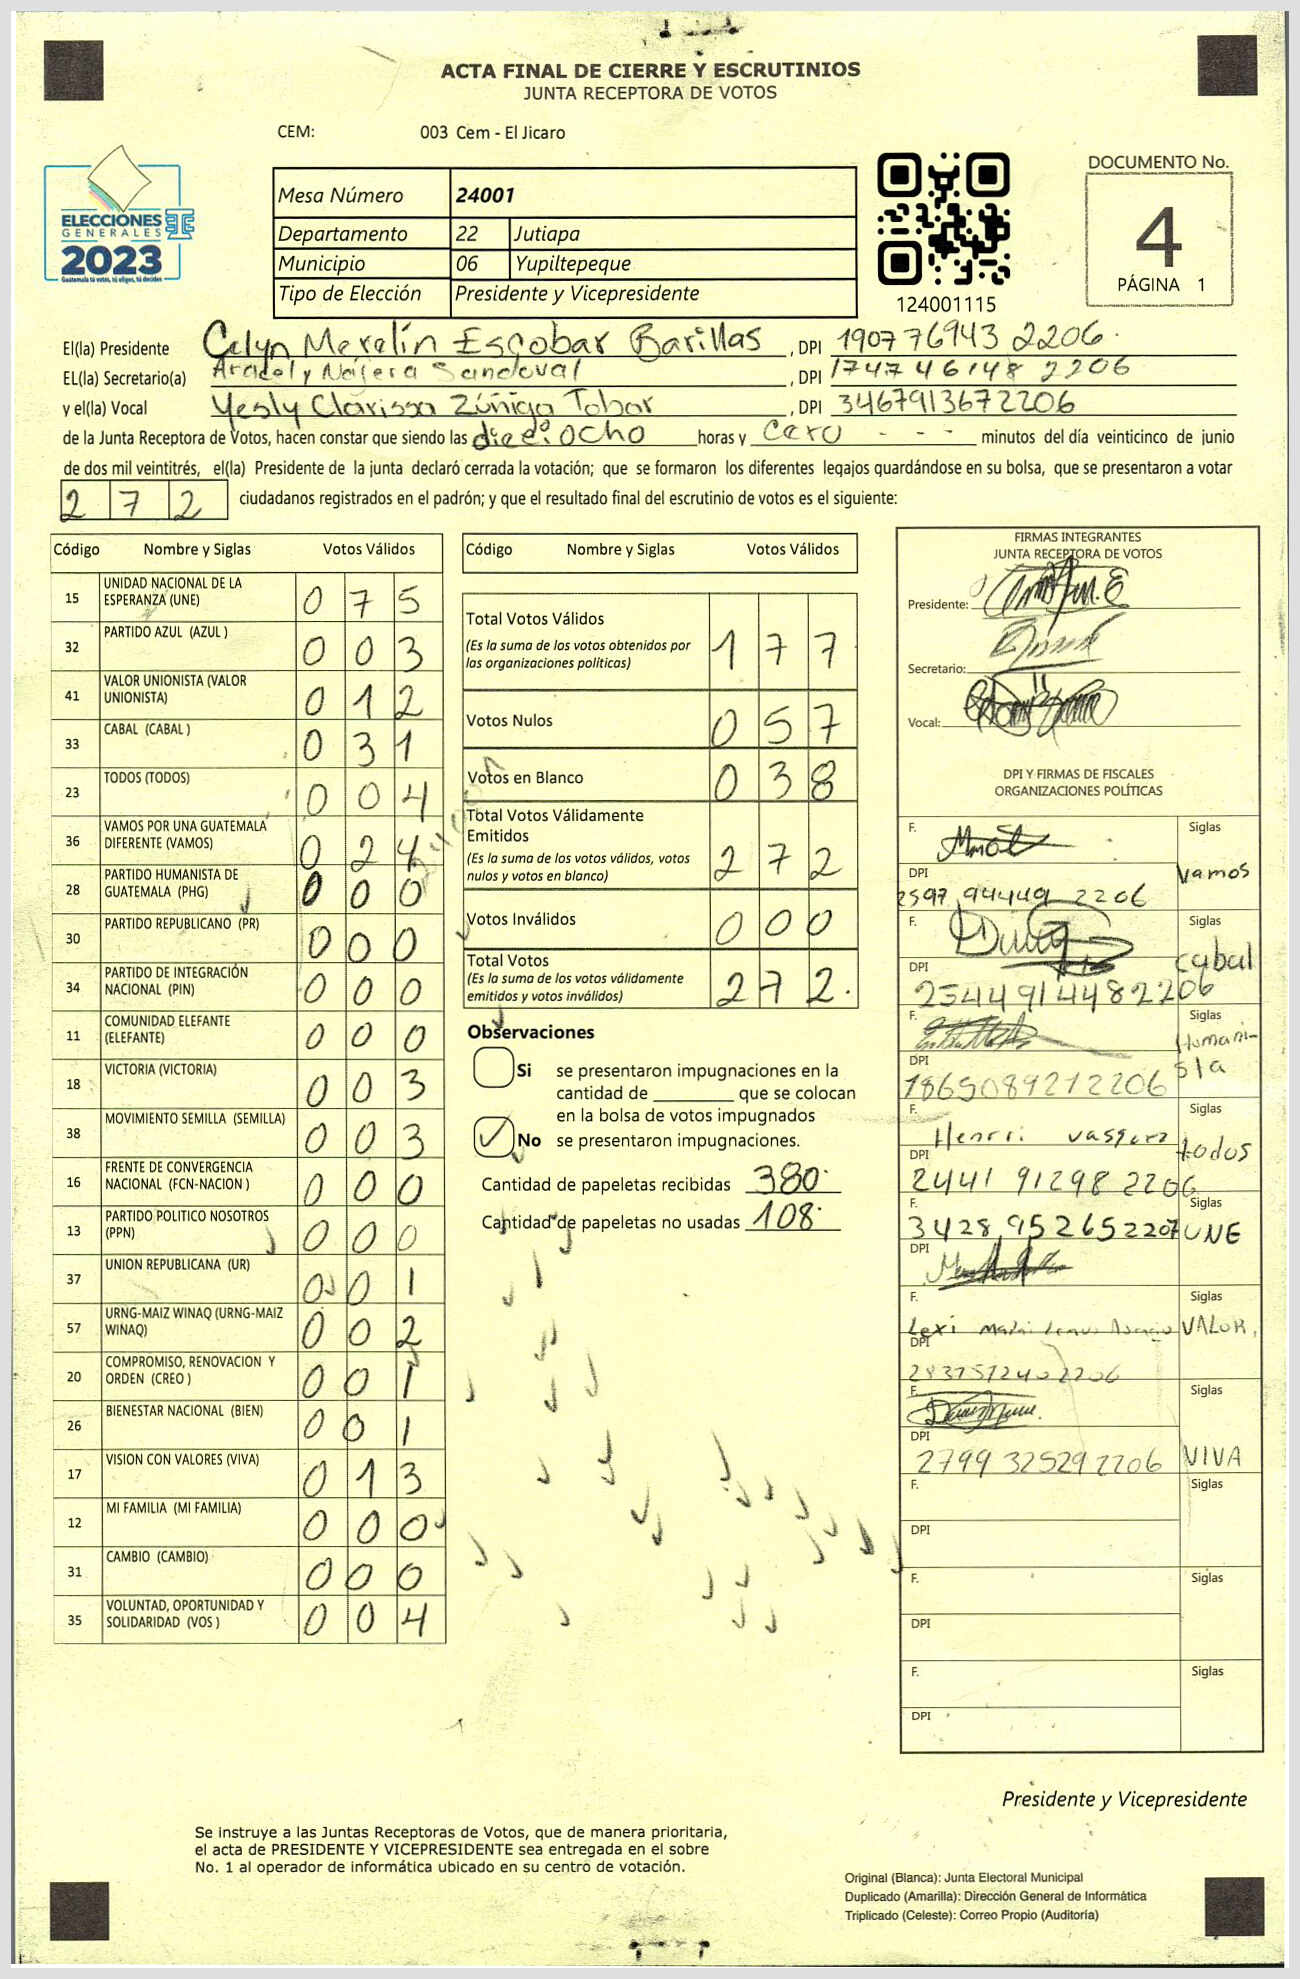 ACTA FINAL DE CIERRE Y ESCRUTINIOS
JUNTA RECEPTORA DE VOTOS
CEM: 003 Cem - El Jicaro
ELECCIONES
GENERALES
2023
Guatemala tú votas, tú eliges, tú decides
Mesa Número 24001
Departamento 22 Jutiapa
Municipio 06 Yupiltepeque
Tipo de Elección Presidente y Vicepresidente
124001115
DOCUMENTO No.
4
PÁGINA 1
El(la) Presidente Celyn Merelín Escobar Barillas , DPI 190776943 2206
EL(la) Secretario(a) Aracely Nájera Sandoval , DPI 174746148 2206
y el(la) Vocal Yesly Clarissa Zúñiga Tobar , DPI 3467913672206
de la Junta Receptora de Votos, hacen constar que siendo las dieciocho horas y cero - - - minutos del día veinticinco de junio
de dos mil veintitrés, el(la) Presidente de la junta declaró cerrada la votación; que se formaron los diferentes legajos guardándose en su bolsa, que se presentaron a votar
2 7 2 ciudadanos registrados en el padrón; y que el resultado final del escrutinio de votos es el siguiente:
Código Nombre y Siglas Votos Válidos
15 UNIDAD NACIONAL DE LA ESPERANZA (UNE) 0 7 5
32 PARTIDO AZUL (AZUL ) 0 0 3
41 VALOR UNIONISTA (VALOR UNIONISTA) 0 1 2
33 CABAL (CABAL ) 0 3 1
23 TODOS (TODOS) 0 0 4
36 VAMOS POR UNA GUATEMALA DIFERENTE (VAMOS) 0 2 4
28 PARTIDO HUMANISTA DE GUATEMALA (PHG) 0 0 0
30 PARTIDO REPUBLICANO (PR) 0 0 0
34 PARTIDO DE INTEGRACIÓN NACIONAL (PIN) 0 0 0
11 COMUNIDAD ELEFANTE (ELEFANTE) 0 0 0
18 VICTORIA (VICTORIA) 0 0 3
38 MOVIMIENTO SEMILLA (SEMILLA) 0 0 3
16 FRENTE DE CONVERGENCIA NACIONAL (FCN-NACION ) 0 0 0
13 PARTIDO POLITICO NOSOTROS (PPN) 0 0 0
37 UNION REPUBLICANA (UR) 0 0 1
57 URNG-MAIZ WINAQ (URNG-MAIZ WINAQ) 0 0 2
20 COMPROMISO, RENOVACION Y ORDEN (CREO ) 0 0 1
26 BIENESTAR NACIONAL (BIEN) 0 0 1
17 VISION CON VALORES (VIVA) 0 1 3
12 MI FAMILIA (MI FAMILIA) 0 0 0
31 CAMBIO (CAMBIO) 0 0 0
35 VOLUNTAD, OPORTUNIDAD Y SOLIDARIDAD (VOS ) 0 0 4
Código Nombre y Siglas Votos Válidos
Total Votos Válidos 1 7 7
(Es la suma de los votos obtenidos por
las organizaciones políticas)
Votos Nulos 0 5 7
Votos en Blanco 0 3 8
Total Votos Válidamente
Emitidos 2 7 2
(Es la suma de los votos válidos, votos
nulos y votos en blanco)
Votos Inválidos 0 0 0
Total Votos 2 7 2.
(Es la suma de los votos válidamente
emitidos y votos inválidos)
Observaciones
Si se presentaron impugnaciones en la
cantidad de ________ que se colocan
en la bolsa de votos impugnados
No se presentaron impugnaciones.
Cantidad de papeletas recibidas 380
Cantidad de papeletas no usadas 108
FIRMAS INTEGRANTES
JUNTA RECEPTORA DE VOTOS
Presidente:
Secretario:
Vocal:
DPI Y FIRMAS DE FISCALES
ORGANIZACIONES POLÍTICAS
F. Siglas
Vamos
DPI
2597 94449 2206
F. Siglas
cabal
DPI
2544914482206
F. Siglas
Humanista
DPI
1865089212206
F. Henrri vasquez Siglas
todos
DPI
2441 91298 2206
F. Siglas
3428 952652207 UNE
DPI
F. Siglas
Lexi VALOR.
DPI
F. Siglas
DPI
2799 325292206 VIVA
F. Siglas
DPI
F. Siglas
DPI
F. Siglas
DPI
Presidente y Vicepresidente
Se instruye a las Juntas Receptoras de Votos, que de manera prioritaria,
el acta de PRESIDENTE Y VICEPRESIDENTE sea entregada en el sobre
No. 1 al operador de informática ubicado en su centro de votación.
Original (Blanca): Junta Electoral Municipal
Duplicado (Amarilla): Dirección General de Informática
Triplicado (Celeste): Correo Propio (Auditoría)